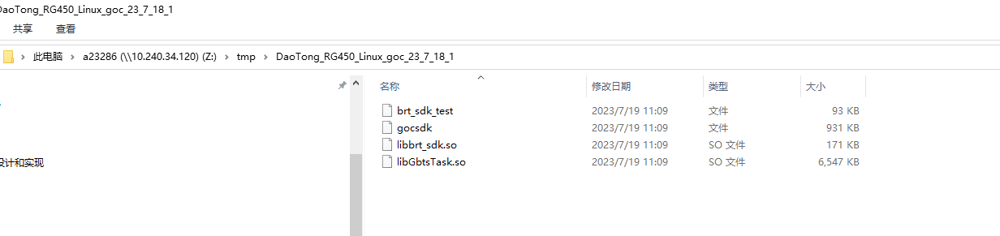 DaoTong_RG450_Linux_goc_23_7_18_1
共享 查看
此电脑 › a23286 (\\10.240.34.120) (Z:) › tmp › DaoTong_RG450_Linux_goc_23_7_18_1
名称 修改日期 类型 大小
brt_sdk_test 2023/7/19 11:09 文件 93 KB
gocsdk 2023/7/19 11:09 文件 931 KB
libbrt_sdk.so 2023/7/19 11:09 SO 文件 171 KB
libGbtsTask.so 2023/7/19 11:09 SO 文件 6,547 KB
设计和实现